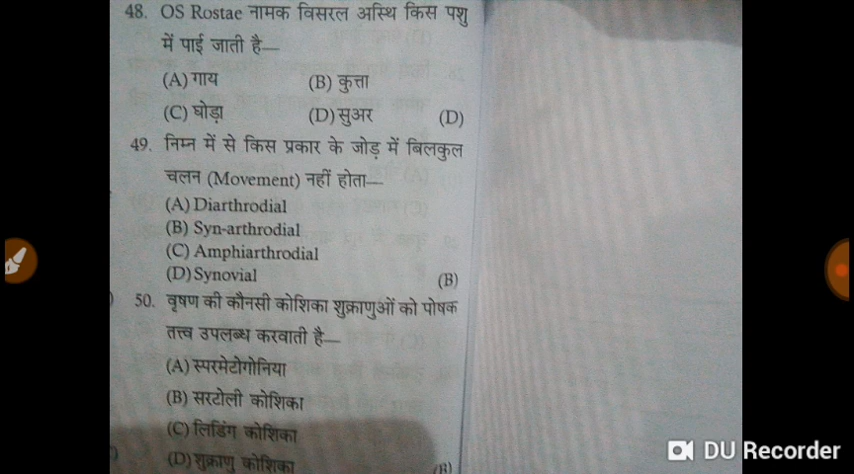 48. OS Rostae नामक विसरल अस्थि किस पशु
में पाई जाती है—
(A) गाय (B) कुत्ता
(C) घोड़ा (D) सुअर (D)
49. निम्न में से किस प्रकार के जोड़ में बिलकुल
चलन (Movement) नहीं होता—
(A) Diarthrodial
(B) Syn-arthrodial
(C) Amphiarthrodial
(D) Synovial (B)
50. वृषण की कौनसी कोशिका शुक्राणुओं को पोषक
तत्त्व उपलब्ध करवाती है—
(A) स्परमेटोगोनिया
(B) सरटोली कोशिका
(C) लिडिंग कोशिका
(D) शुक्राणु कोशिका (B)
DU Recorder